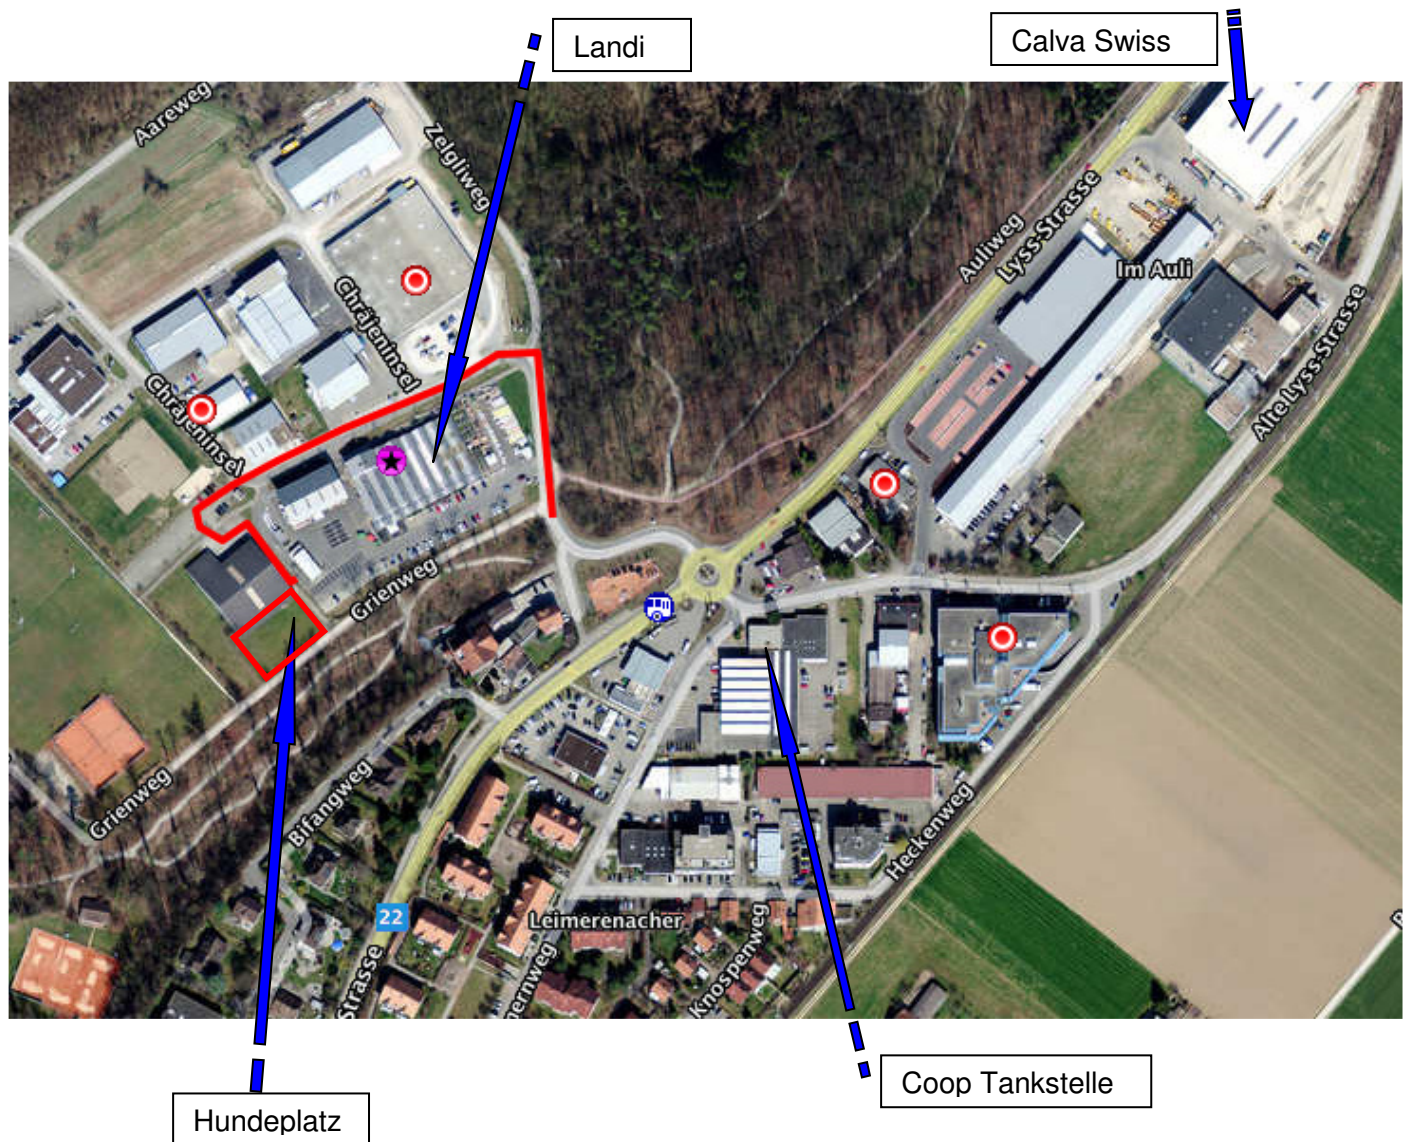 Landi
Calva Swiss
Aareweg
Zelgliweg
Auliweg
Lyss-Strasse
Im Auli
Chräjeninsel
Chräjeninsel
Alte Lyss-Strasse
Grienweg
Grienweg
Bifangweg
Heckenweg
22
Leimerenacher
Knospenweg
Strasse
nernweg
Coop Tankstelle
Hundeplatz